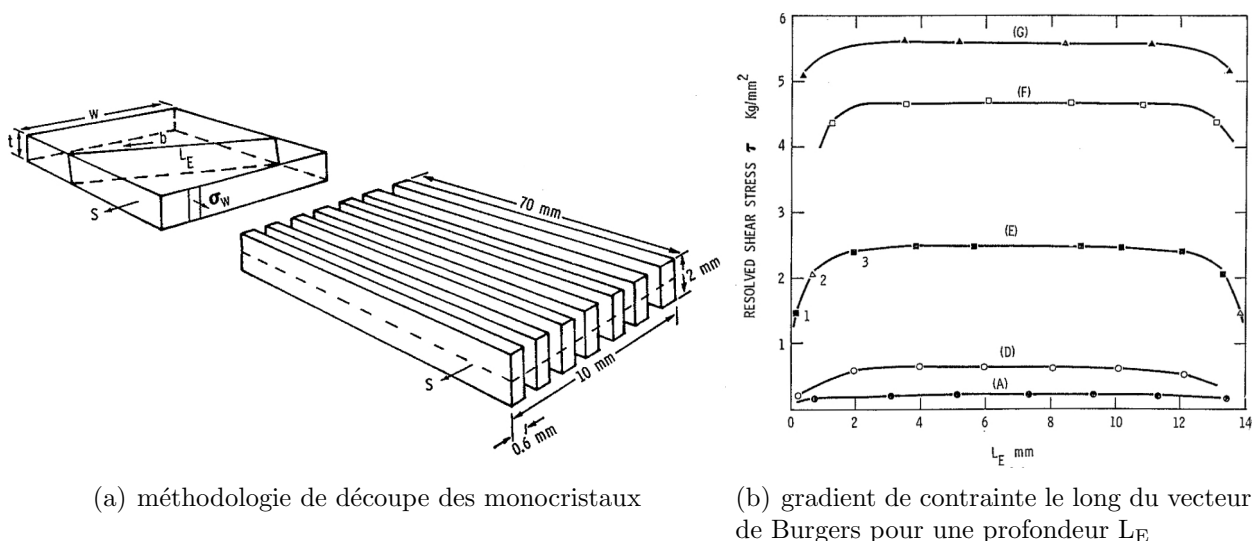 W
t
b
L_E
σ_W
S
70 mm
2 mm
10 mm
S
0.6 mm
(a) méthodologie de découpe des monocristaux
6
5
4
3
2
1
RESOLVED SHEAR STRESS τ Kg/mm²
(G)
(F)
(E)
3
2
1
(D)
(A)
0 2 4 6 8 10 12 14
L_E mm
(b) gradient de contrainte le long du vecteur
de Burgers pour une profondeur L_E